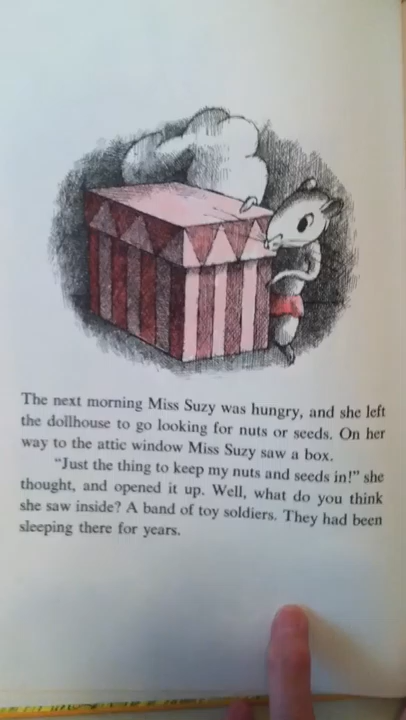 The next morning Miss Suzy was hungry, and she left
the dollhouse to go looking for nuts or seeds. On her
way to the attic window Miss Suzy saw a box.
"Just the thing to keep my nuts and seeds in!" she
thought, and opened it up. Well, what do you think
she saw inside? A band of toy soldiers. They had been
sleeping there for years.